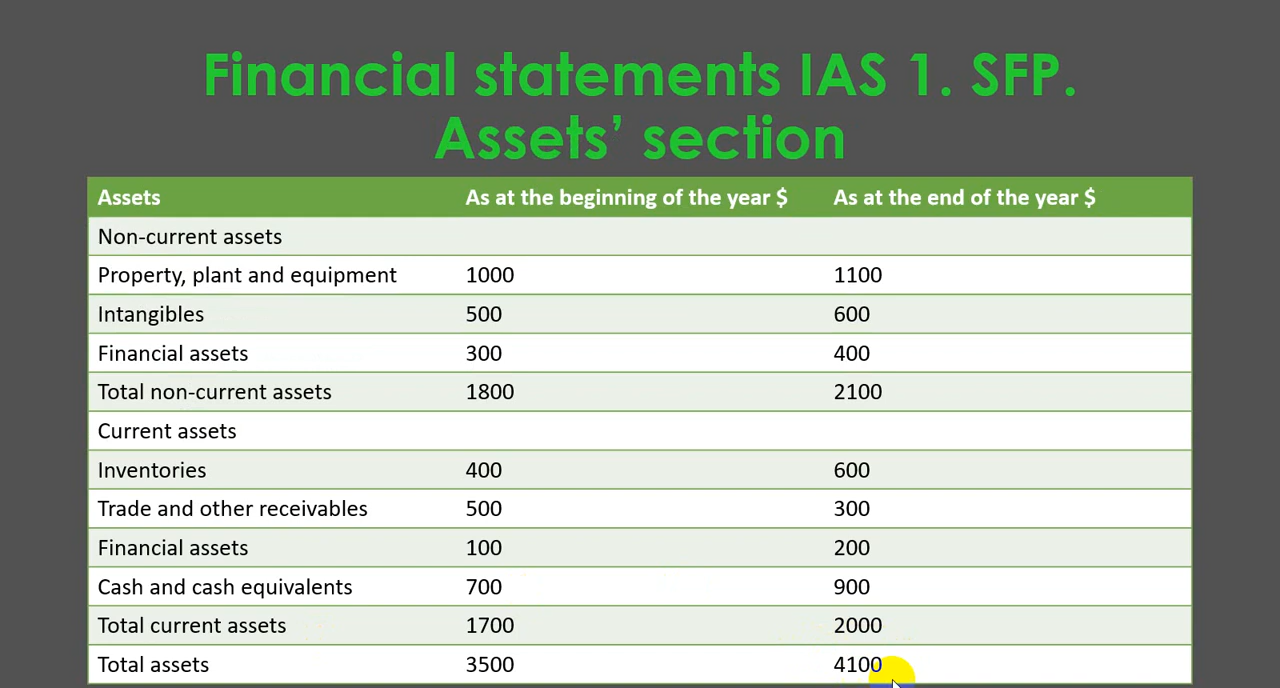 Financial statements IAS 1. SFP.
Assets’ section
Assets As at the beginning of the year $ As at the end of the year $
Non-current assets
Property, plant and equipment 1000 1100
Intangibles 500 600
Financial assets 300 400
Total non-current assets 1800 2100
Current assets
Inventories 400 600
Trade and other receivables 500 300
Financial assets 100 200
Cash and cash equivalents 700 900
Total current assets 1700 2000
Total assets 3500 4100